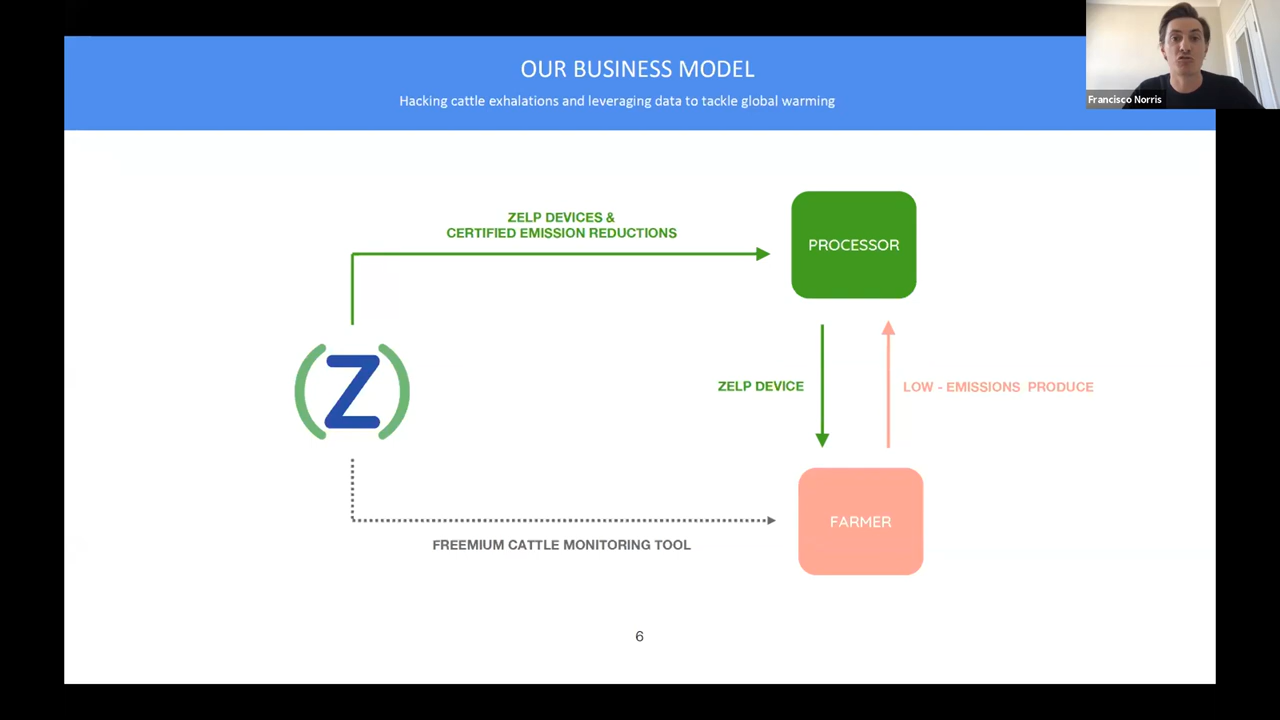 OUR BUSINESS MODEL
Hacking cattle exhalations and leveraging data to tackle global warming
Francisco Norris
ZELP DEVICES &
CERTIFIED EMISSION REDUCTIONS
PROCESSOR
Z
ZELP DEVICE
LOW - EMISSIONS PRODUCE
FARMER
FREEMIUM CATTLE MONITORING TOOL
6